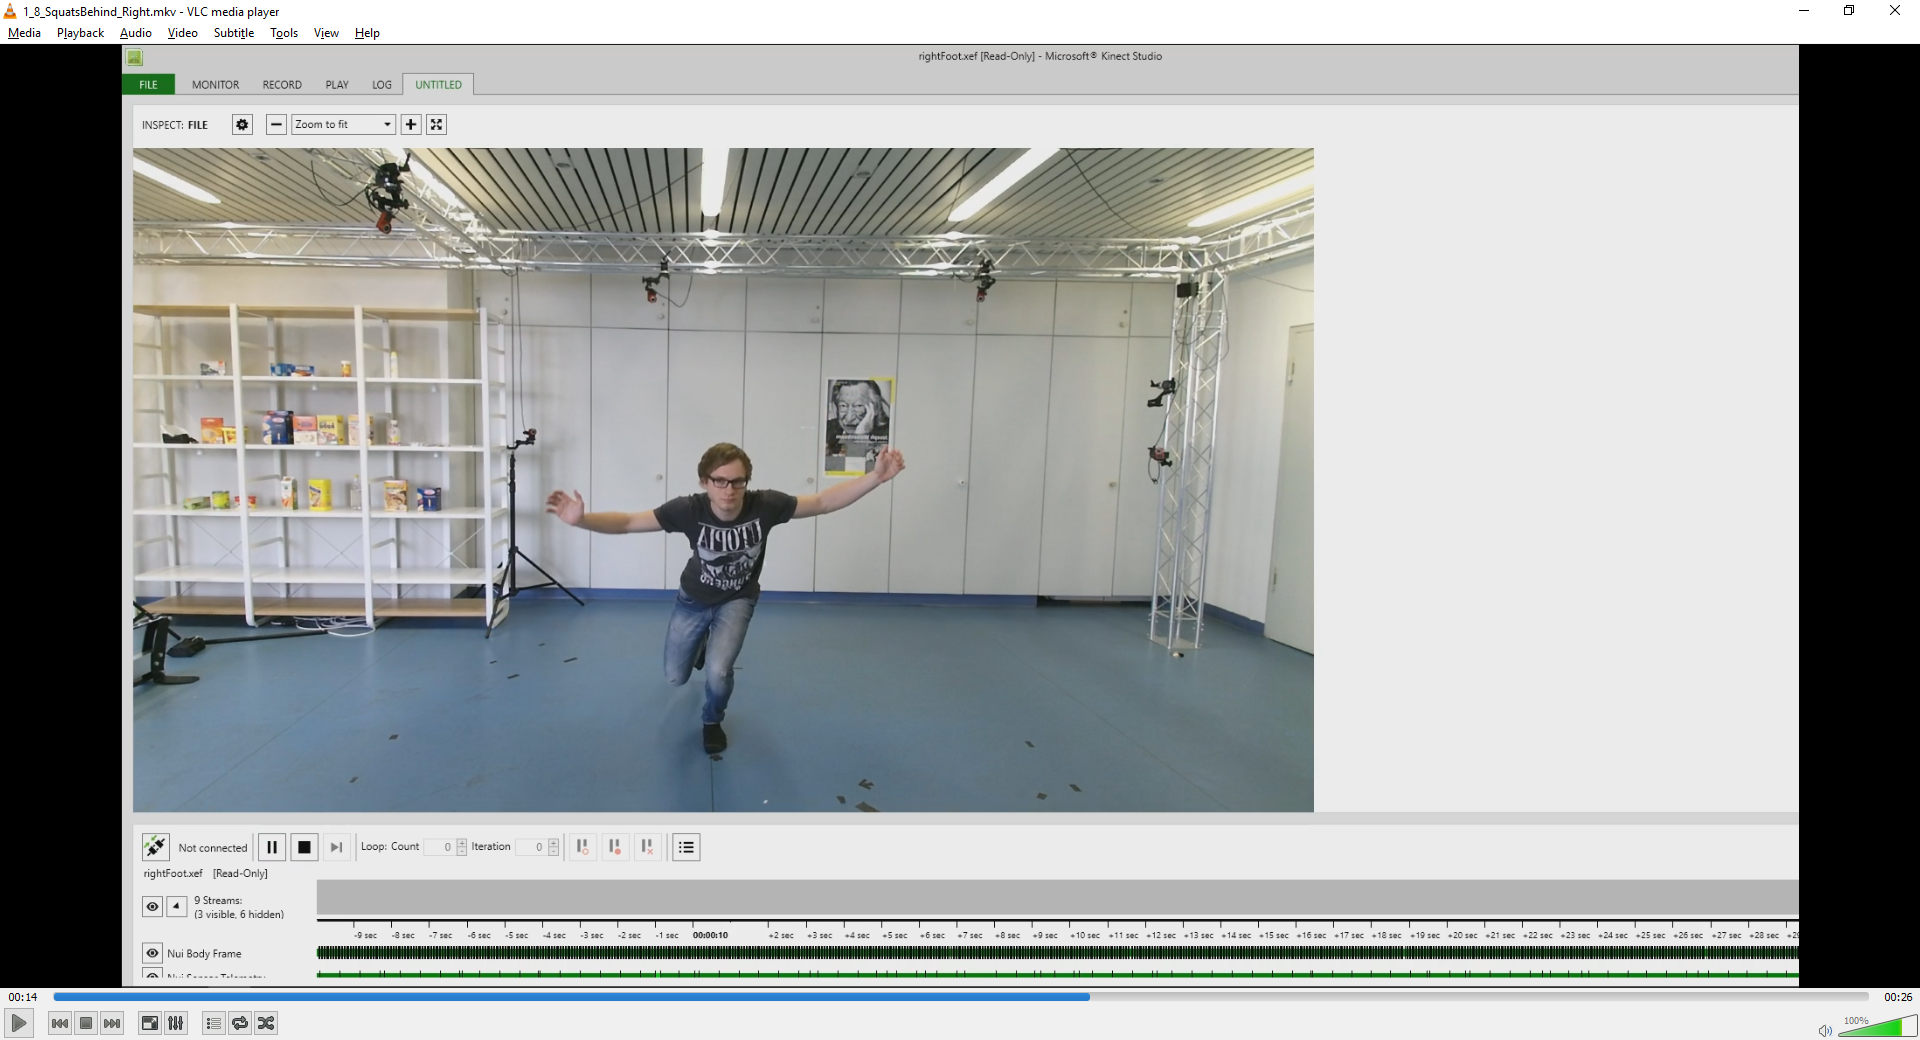 1_8_SquatsBehind_Right.mkv - VLC media player
Media Playback Audio Video Subtitle Tools View Help
rightFoot.xef [Read-Only] - Microsoft® Kinect Studio
FILE MONITOR RECORD PLAY LOG UNTITLED
INSPECT: FILE Zoom to fit
UTOPIA
Not connected Loop: Count 0 Iteration 0
rightFoot.xef [Read-Only]
9 Streams:
(3 visible, 6 hidden)
-9 sec -8 sec -7 sec -6 sec -5 sec -4 sec -3 sec -2 sec -1 sec 00:00:10 +2 sec +3 sec +4 sec +5 sec +6 sec +7 sec +8 sec +9 sec +10 sec +11 sec +12 sec +13 sec +14 sec +15 sec +16 sec +17 sec +18 sec +19 sec +20 sec +21 sec +22 sec +23 sec +24 sec +25 sec +26 sec +27 sec +28 sec +29
Nui Body Frame
Nui Sensor Telemetry
00:14 00:26
100%